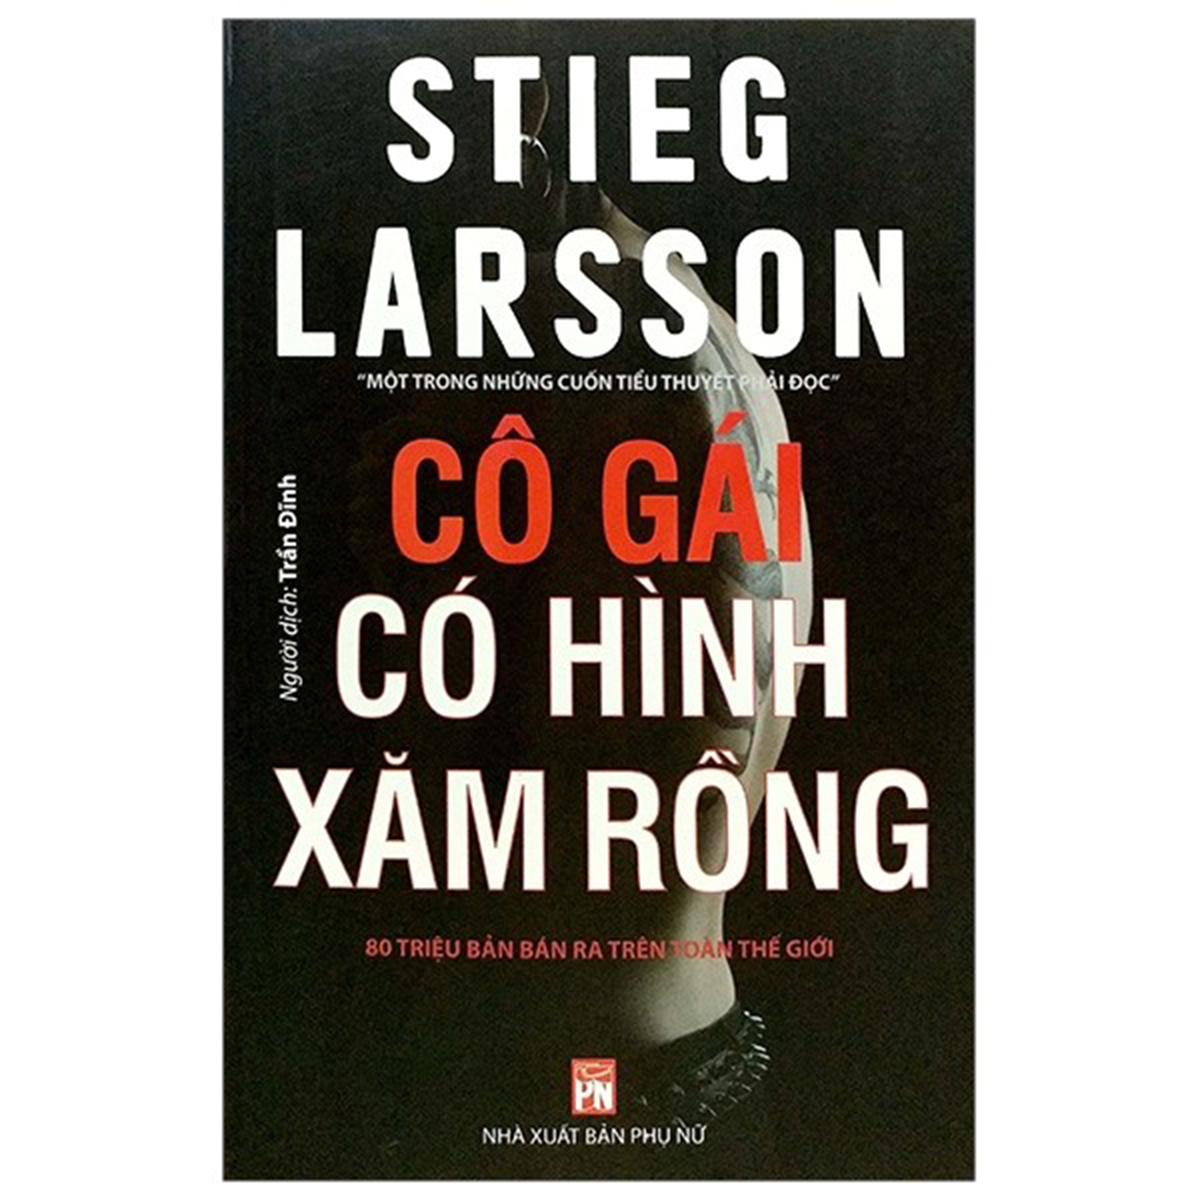 STIEG
LARSSON
"MỘT TRONG NHỮNG CUỐN TIỂU THUYẾT PHẢI ĐỌC"
CÔ GÁI
CÓ HÌNH
XĂM RỒNG
Người dịch: Trần Đĩnh
80 TRIỆU BẢN BÁN RA TRÊN TOÀN THẾ GIỚI
PN
NHÀ XUẤT BẢN PHỤ NỮ